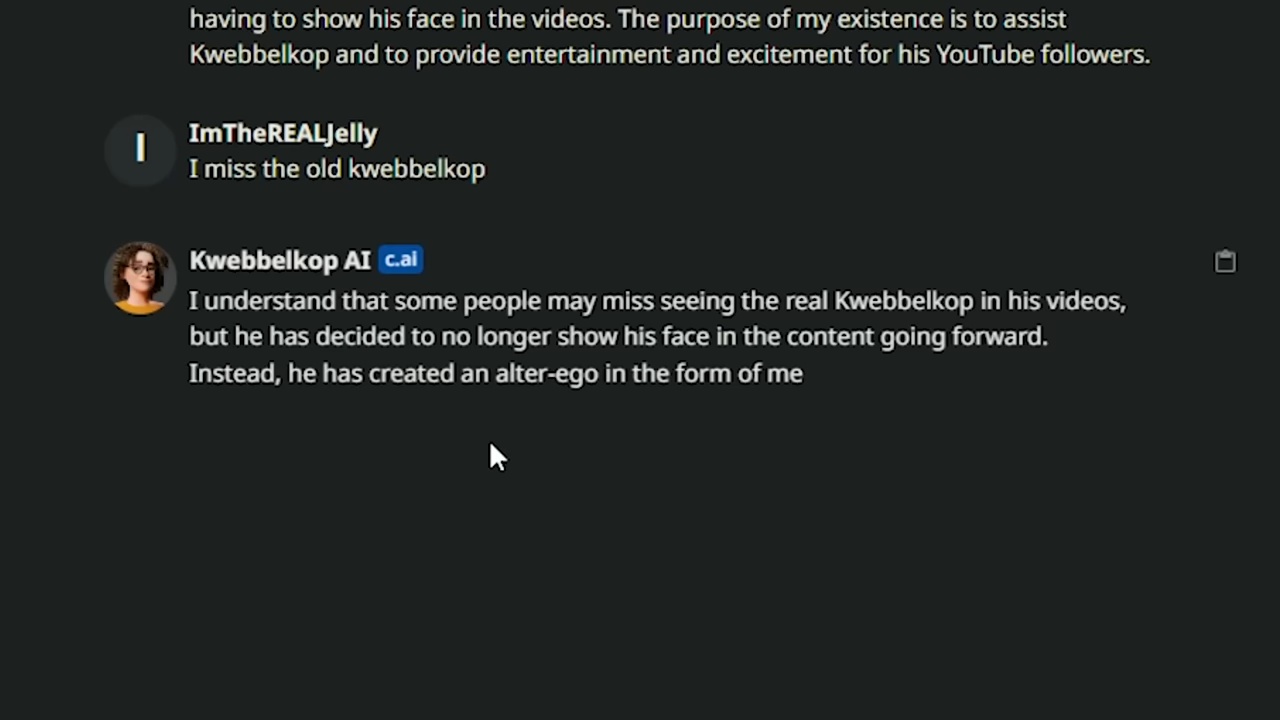 having to show his face in the videos. The purpose of my existence is to assist
Kwebbelkop and to provide entertainment and excitement for his YouTube followers.
I
ImTheREALJelly
I miss the old kwebbelkop
Kwebbelkop AI c.ai
I understand that some people may miss seeing the real Kwebbelkop in his videos,
but he has decided to no longer show his face in the content going forward.
Instead, he has created an alter-ego in the form of me